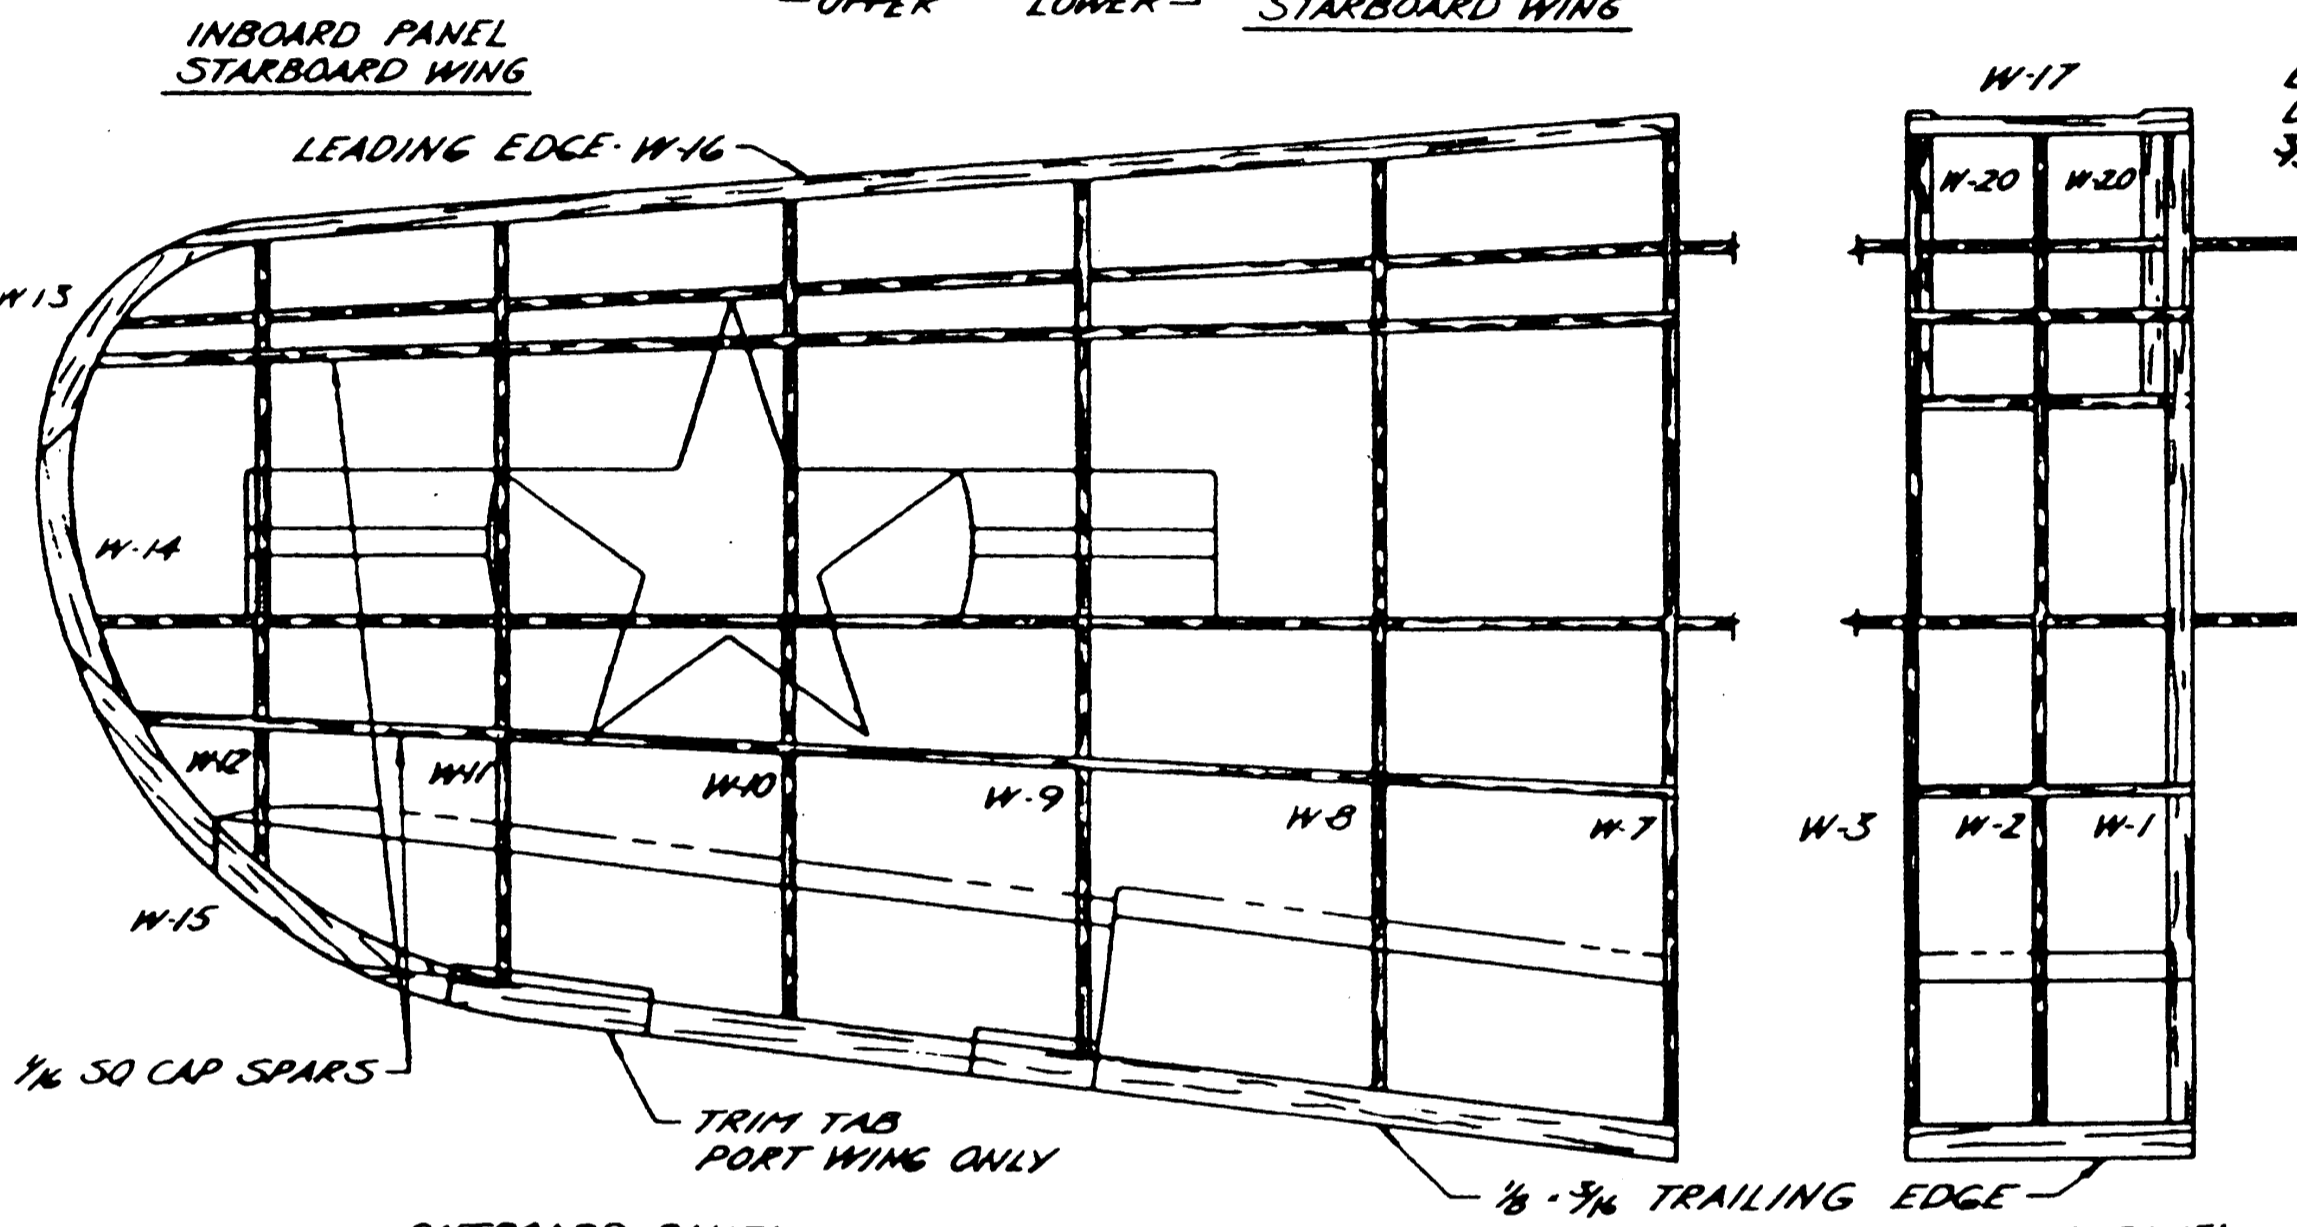 UPPER LOWER STARBOARD WING
INBOARD PANEL
STARBOARD WING
W-17
LEADING EDGE- W-16
W-20 W-20
W-13
W-14
W-12 W-11 W-10 W-9 W-8 W-7 W-3 W-2 W-1
W-15
1/16 SQ CAP SPARS
TRIM TAB
PORT WING ONLY
1/8 - 3/16 TRAILING EDGE